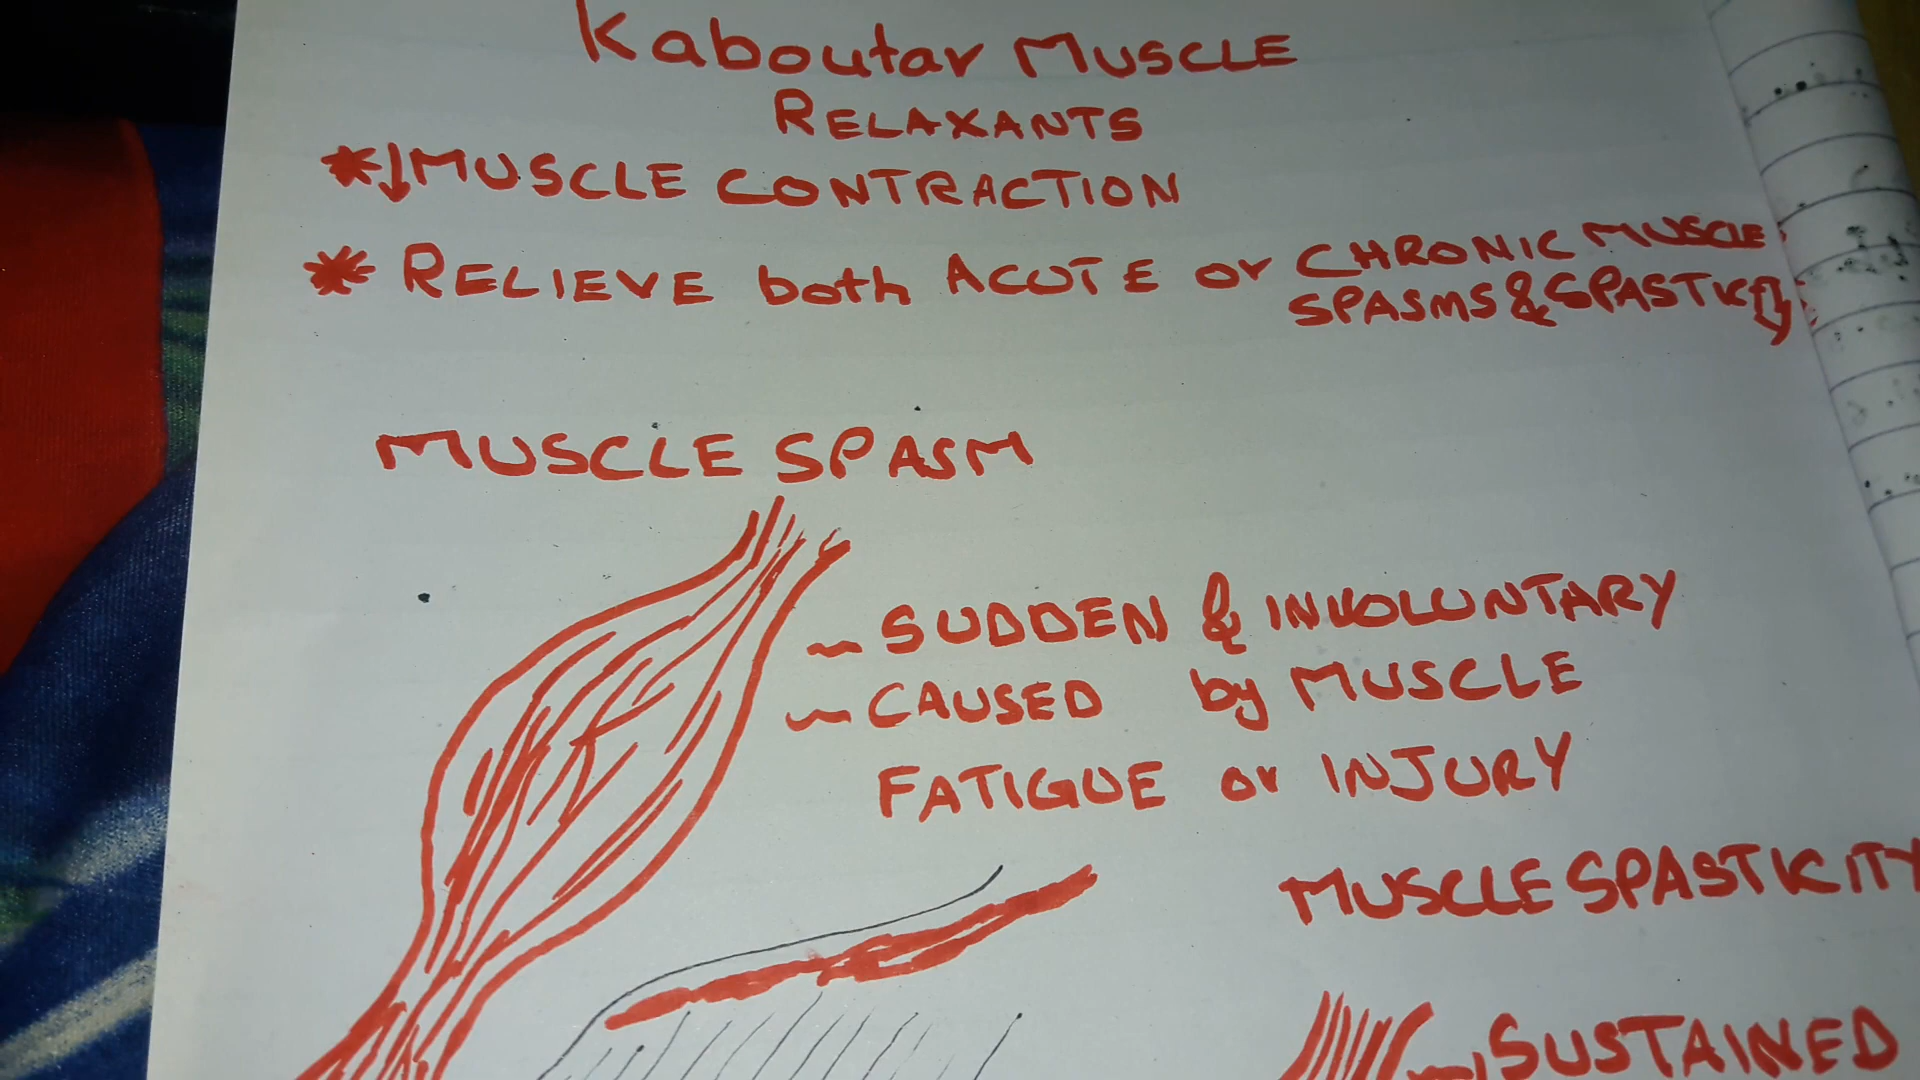 Kaboutar MUSCLE
RELAXANTS
*↓MUSCLE CONTRACTION
* RELIEVE both ACUTE or CHRONIC MUSCLE
SPASMS & SPASTICITY
MUSCLE SPASM
~ SUDDEN & INVOLUNTARY
~ CAUSED by MUSCLE
FATIGUE or INJURY
MUSCLE SPASTICITY
~ SUSTAINED